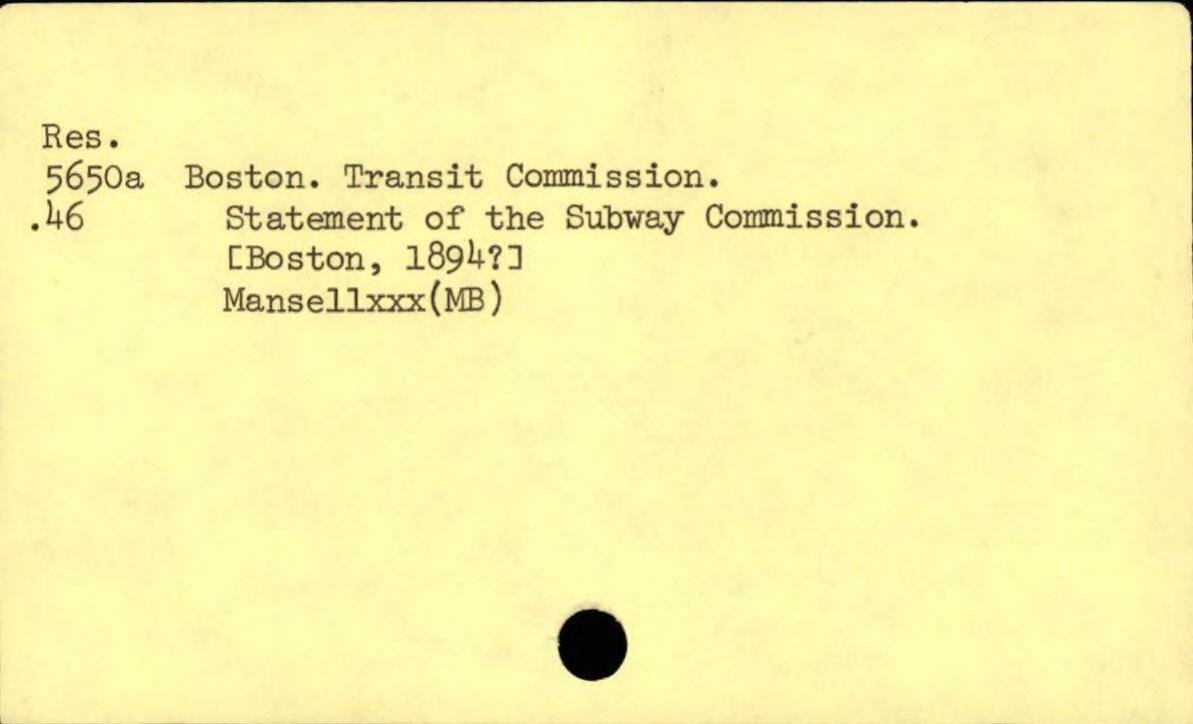 Res.
5650a Boston. Transit Commission.
.46 Statement of the Subway Commission.
[Boston, 1894?]
Mansellxxx(MB)